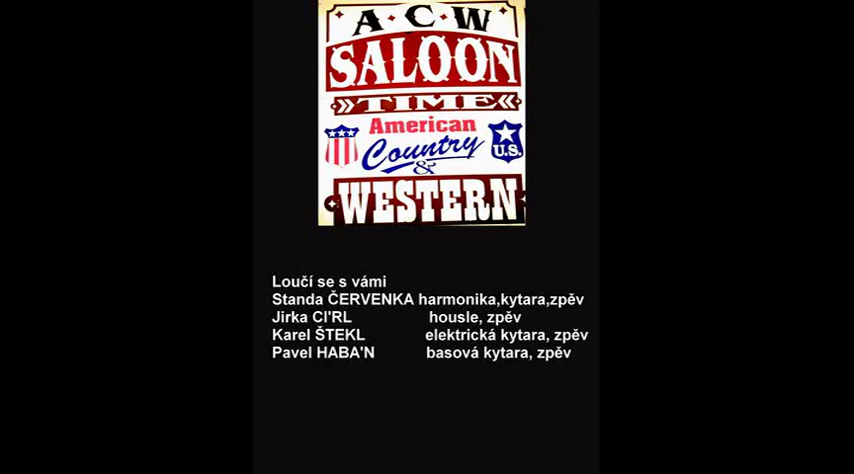 A·C·W
SALOON
TIME
American
Country
&
U.S.
WESTERN
Loučí se s vámi
Standa ČERVENKA harmonika,kytara,zpěv
Jirka CI'RL housle, zpěv
Karel ŠTEKL elektrická kytara, zpěv
Pavel HABA'N basová kytara, zpěv